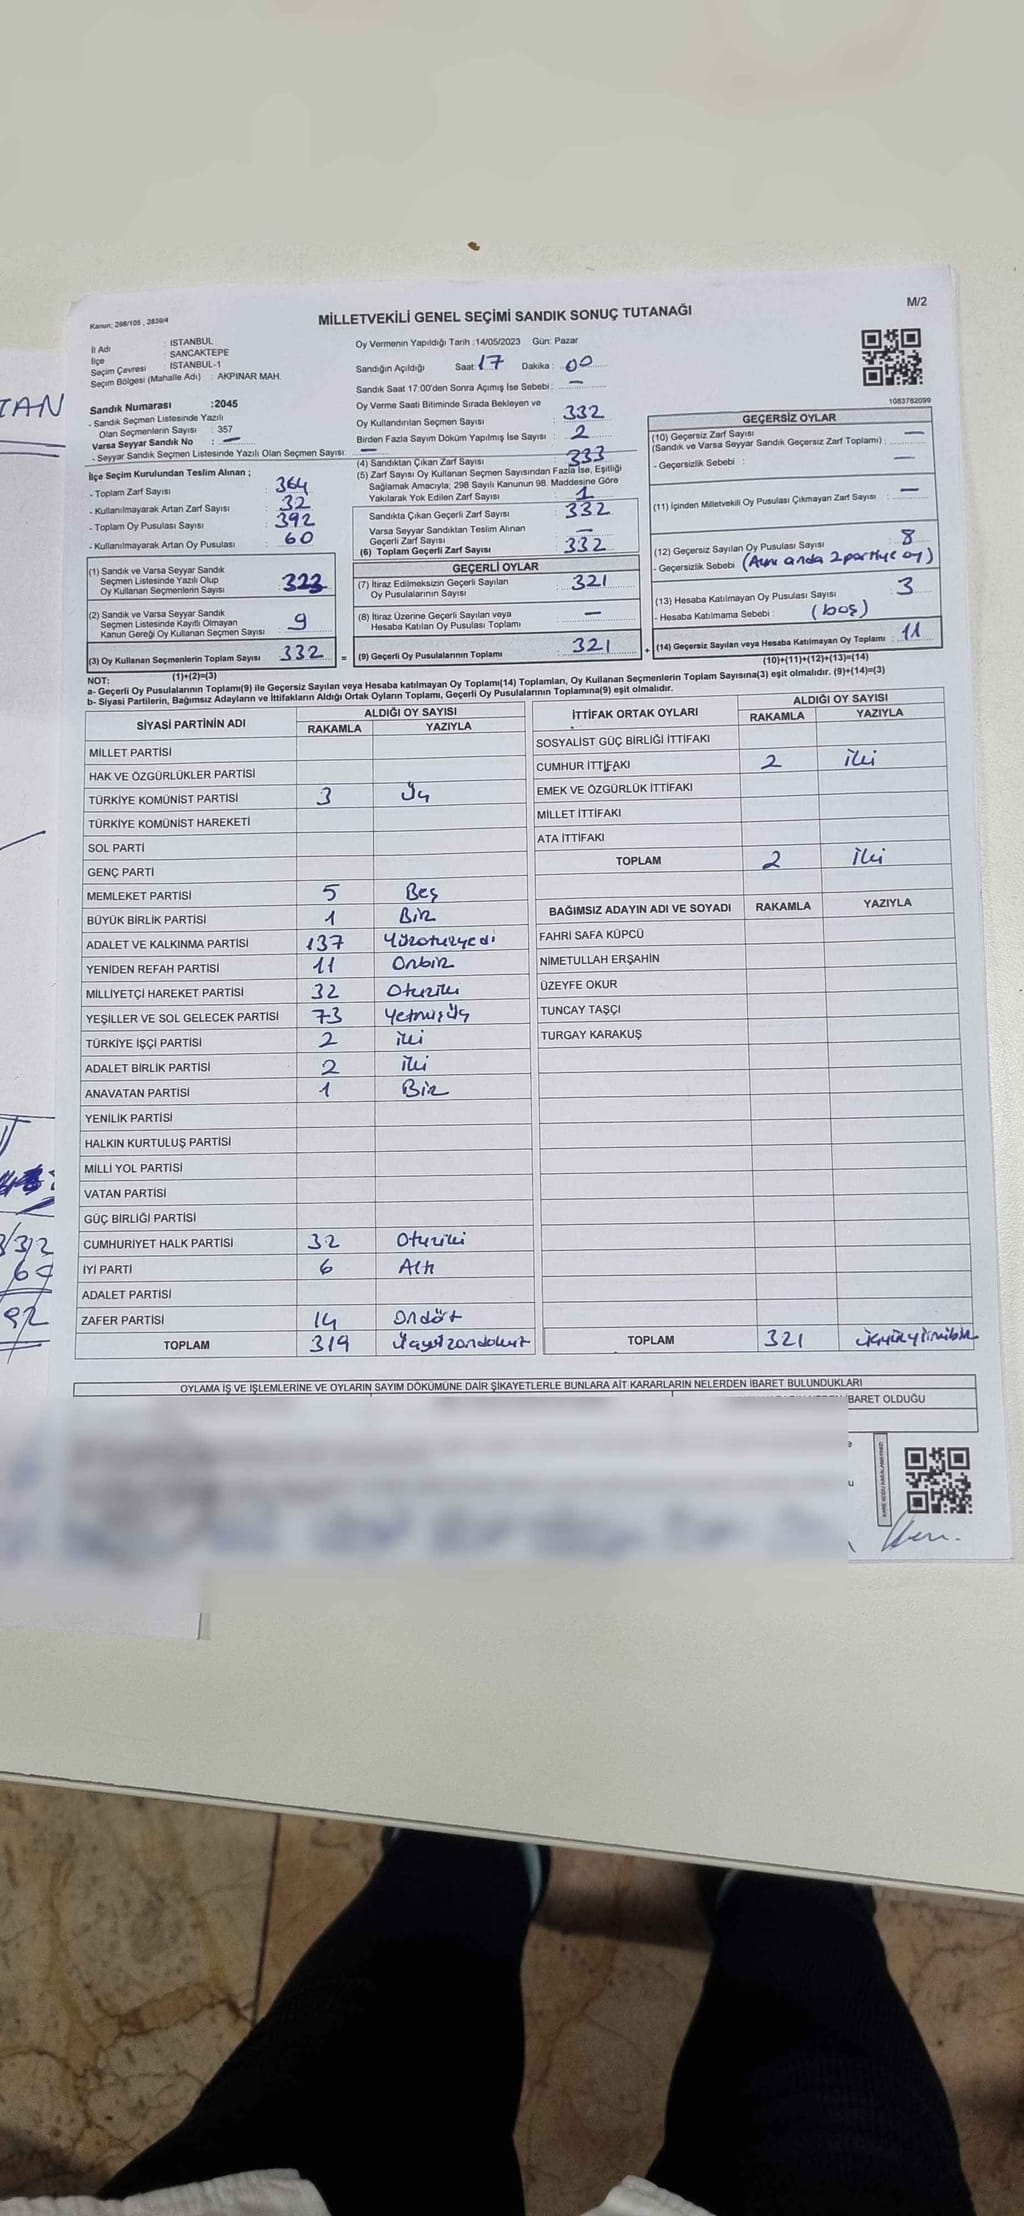 Kanun; 298/105 , 2839/4
MİLLETVEKİLİ GENEL SEÇİMİ SANDIK SONUÇ TUTANAĞI
M/2
İl Adı : İSTANBUL
İlçe : SANCAKTEPE
Seçim Çevresi : İSTANBUL-1
Seçim Bölgesi (Mahalle Adı) : AKPINAR MAH.
Sandık Numarası :2045
- Sandık Seçmen Listesinde Yazılı
Olan Seçmenlerin Sayısı : 357
Varsa Seyyar Sandık No : —
- Seyyar Sandık Seçmen Listesinde Yazılı Olan Seçmen Sayısı: —
İlçe Seçim Kurulundan Teslim Alınan ;
- Toplam Zarf Sayısı : 364
- Kullanılmayarak Artan Zarf Sayısı : 32
- Toplam Oy Pusulası Sayısı : 392
- Kullanılmayarak Artan Oy Pusulası : 60
(1) Sandık ve Varsa Seyyar Sandık
Seçmen Listesinde Yazılı Olup
Oy Kullanan Seçmenlerin Sayısı : 323
(2) Sandık ve Varsa Seyyar Sandık
Seçmen Listesinde Kayıtlı Olmayan
Kanun Gereği Oy Kullanan Seçmen Sayısı : 9
(3) Oy Kullanan Seçmenlerin Toplam Sayısı : 332
Oy Vermenin Yapıldığı Tarih :14/05/2023 Gün: Pazar
Sandığın Açıldığı Saat: 17 Dakika : 00
Sandık Saat 17:00'den Sonra Açılmış İse Sebebi : —
Oy Verme Saati Bitiminde Sırada Bekleyen ve
Oy Kullandırılan Seçmen Sayısı : 332
Birden Fazla Sayım Döküm Yapılmış İse Sayısı : 2
(4) Sandıktan Çıkan Zarf Sayısı : 333
(5) Zarf Sayısı Oy Kullanan Seçmen Sayısından Fazla İse, Eşitliği
Sağlamak Amacıyla; 298 Sayılı Kanunun 98. Maddesine Göre
Yakılarak Yok Edilen Zarf Sayısı : 1
Sandıkta Çıkan Geçerli Zarf Sayısı : 332
Varsa Seyyar Sandıktan Teslim Alınan
Geçerli Zarf Sayısı : —
(6) Toplam Geçerli Zarf Sayısı : 332
GEÇERLİ OYLAR
(7) İtiraz Edilmeksizin Geçerli Sayılan
Oy Pusulalarının Sayısı : 321
(8) İtiraz Üzerine Geçerli Sayılan veya
Hesaba Katılan Oy Pusulası Toplamı : —
= (9) Geçerli Oy Pusulalarının Toplamı : 321
1083782099
GEÇERSİZ OYLAR
(10) Geçersiz Zarf Sayısı
(Sandık ve Varsa Seyyar Sandık Geçersiz Zarf Toplamı) : —
- Geçersizlik Sebebi : —
(11) İçinden Milletvekili Oy Pusulası Çıkmayan Zarf Sayısı : —
(12) Geçersiz Sayılan Oy Pusulası Sayısı : 8
- Geçersizlik Sebebi (Aynı anda 2 partiye oy)
(13) Hesaba Katılmayan Oy Pusulası Sayısı : 3
- Hesaba Katılmama Sebebi : (boş)
+ (14) Geçersiz Sayılan veya Hesaba Katılmayan Oy Toplamı : 11
NOT: (1)+(2)=(3)
(10)+(11)+(12)+(13)=(14)
a- Geçerli Oy Pusulalarının Toplamı(9) ile Geçersiz Sayılan veya Hesaba katılmayan Oy Toplamı(14) Toplamları, Oy Kullanan Seçmenlerin Toplam Sayısına(3) eşit olmalıdır. (9)+(14)=(3)
b- Siyasi Partilerin, Bağımsız Adayların ve İttifakların Aldığı Ortak Oyların Toplamı, Geçerli Oy Pusulalarının Toplamına(9) eşit olmalıdır.
SİYASİ PARTİNİN ADI
ALDIĞI OY SAYISI
RAKAMLA YAZIYLA
MİLLET PARTİSİ
HAK VE ÖZGÜRLÜKLER PARTİSİ
TÜRKİYE KOMÜNİST PARTİSİ 3 Üç
TÜRKİYE KOMÜNİST HAREKETİ
SOL PARTİ
GENÇ PARTİ
MEMLEKET PARTİSİ 5 Beş
BÜYÜK BİRLİK PARTİSİ 1 Bir
ADALET VE KALKINMA PARTİSİ 137 Yüzotuzyedi
YENİDEN REFAH PARTİSİ 11 Onbir
MİLLİYETÇİ HAREKET PARTİSİ 32 Otuziki
YEŞİLLER VE SOL GELECEK PARTİSİ 73 Yetmişüç
TÜRKİYE İŞÇİ PARTİSİ 2 iki
ADALET BİRLİK PARTİSİ 2 iki
ANAVATAN PARTİSİ 1 Bir
YENİLİK PARTİSİ
HALKIN KURTULUŞ PARTİSİ
MİLLİ YOL PARTİSİ
VATAN PARTİSİ
GÜÇ BİRLİĞİ PARTİSİ
CUMHURİYET HALK PARTİSİ 32 Otuziki
İYİ PARTİ 6 Altı
ADALET PARTİSİ
ZAFER PARTİSİ 14 Ondört
TOPLAM 319 Üçyüzondokuz
İTTİFAK ORTAK OYLARI
ALDIĞI OY SAYISI
RAKAMLA YAZIYLA
SOSYALİST GÜÇ BİRLİĞİ İTTİFAKI
CUMHUR İTTİFAKI 2 iki
EMEK VE ÖZGÜRLÜK İTTİFAKI
MİLLET İTTİFAKI
ATA İTTİFAKI
TOPLAM 2 iki
BAĞIMSIZ ADAYIN ADI VE SOYADI RAKAMLA YAZIYLA
FAHRİ SAFA KÜPCÜ
NİMETULLAH ERŞAHİN
ÜZEYFE OKUR
TUNCAY TAŞÇI
TURGAY KARAKUŞ
TOPLAM 321 üçyüzyirmibir
OYLAMA İŞ VE İŞLEMLERİNE VE OYLARIN SAYIM DÖKÜMÜNE DAİR ŞİKAYETLERLE BUNLARA AİT KARARLARIN NELERDEN İBARET BULUNDUKLARI
İBARET OLDUĞU